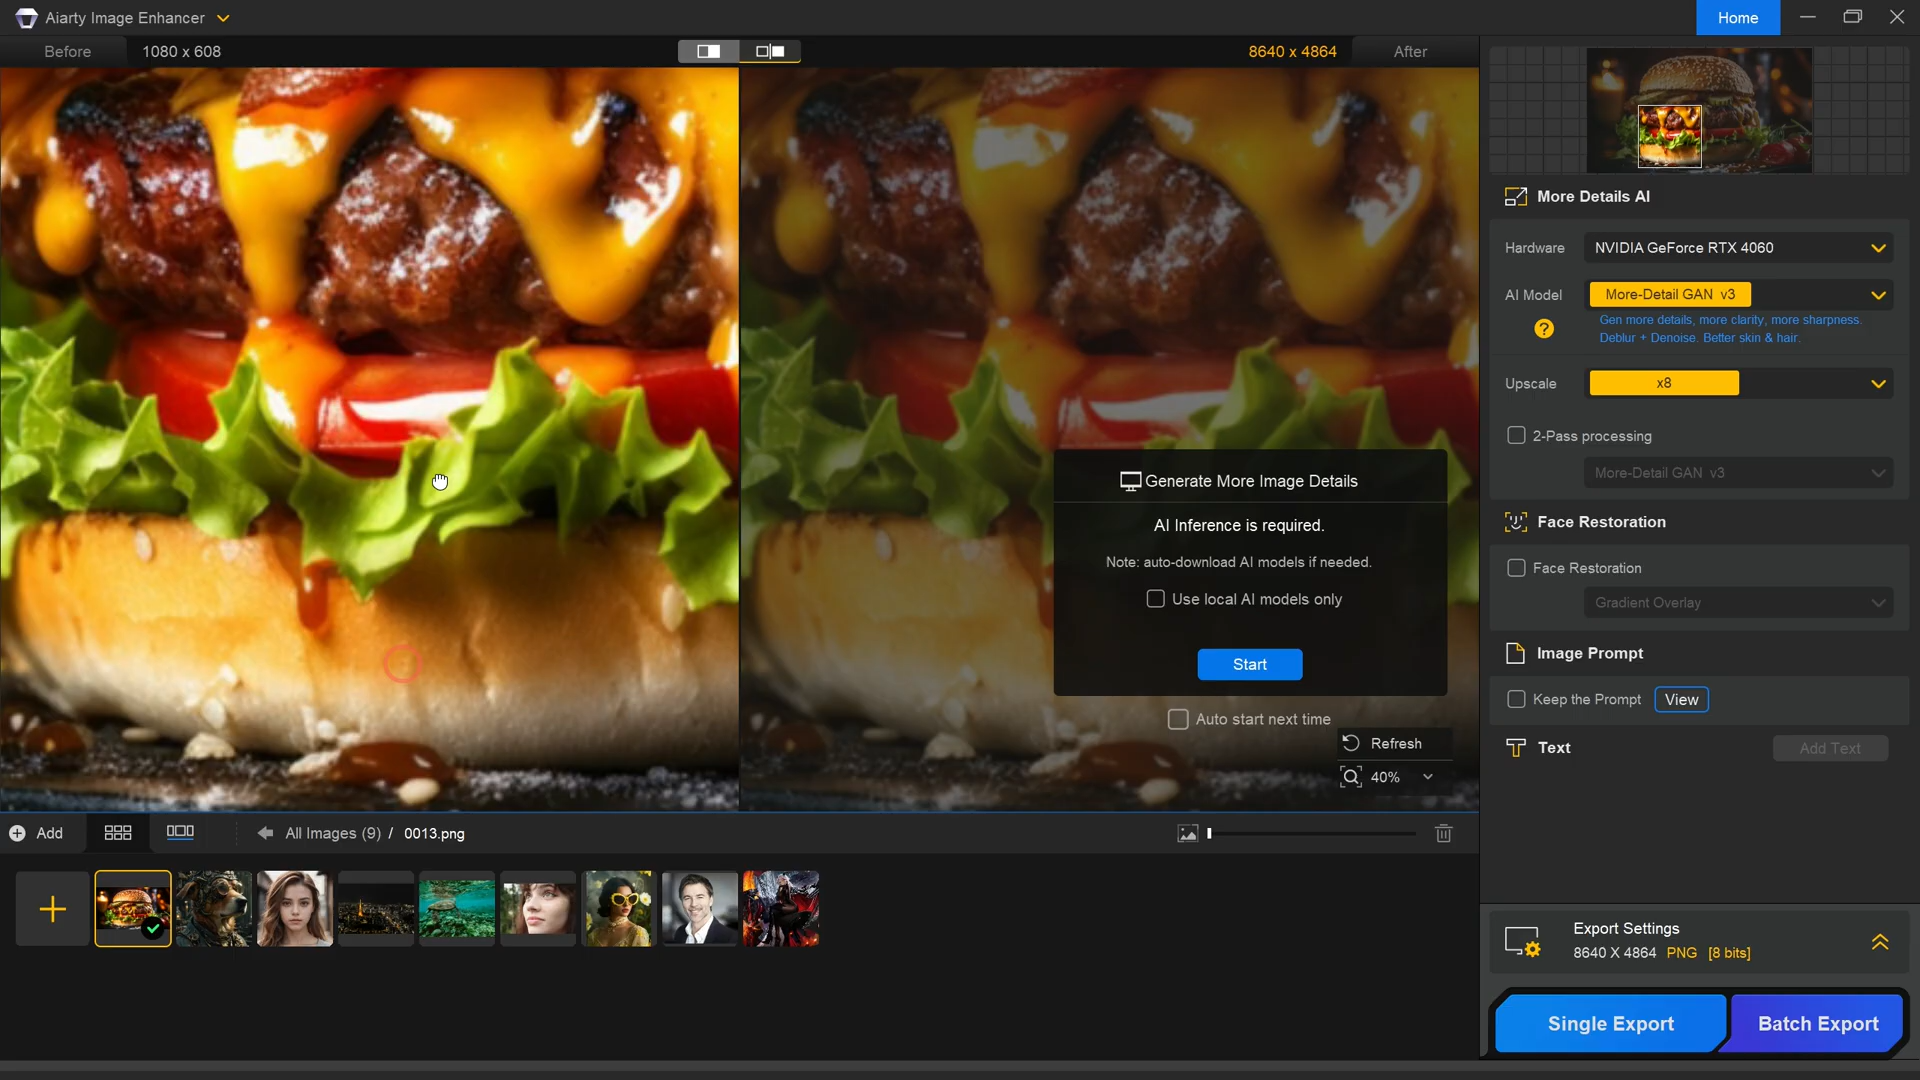 Aiarty Image Enhancer
Home
Before
1080 x 608
8640 x 4864
After
More Details AI
Hardware
NVIDIA GeForce RTX 4060
AI Model
More-Detail GAN v3
?
Gen more details, more clarity, more sharpness.
Deblur + Denoise. Better skin & hair.
Upscale
x8
2-Pass processing
More-Detail GAN v3
Generate More Image Details
AI Inference is required.
Note: auto-download AI models if needed.
Use local AI models only
Start
Auto start next time
Refresh
40%
Face Restoration
Face Restoration
Gradient Overlay
Image Prompt
Keep the Prompt
View
Text
Add Text
Add
All Images (9) / 0013.png
Export Settings
8640 X 4864 PNG [8 bits]
Single Export
Batch Export